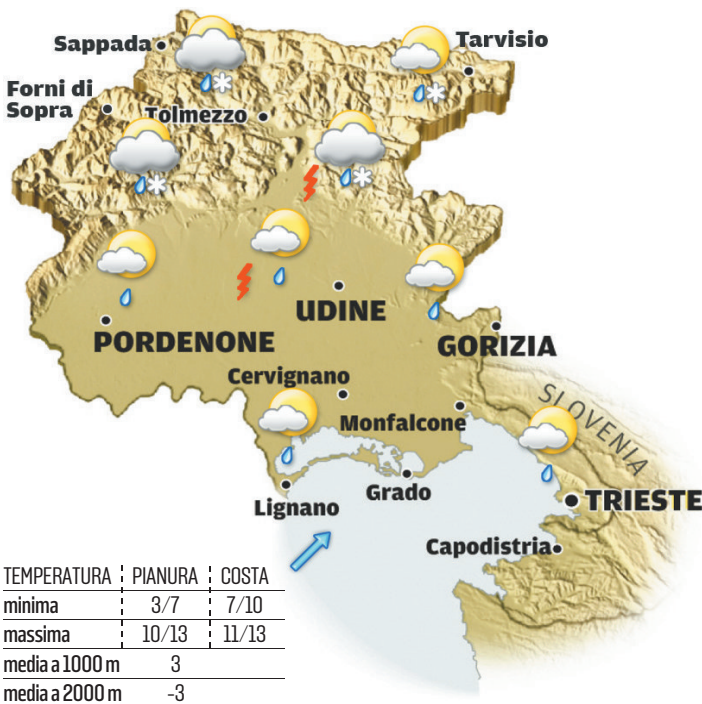 Sappada
Tarvisio
Forni di
Sopra
Tolmezzo
UDINE
PORDENONE
GORIZIA
Cervignano
SLOVENIA
Monfalcone
Grado
Lignano
TRIESTE
Capodistria
TEMPERATURA PIANURA COSTA
minima 3/7 7/10
massima 10/13 11/13
media a 1000 m 3
media a 2000 m -3